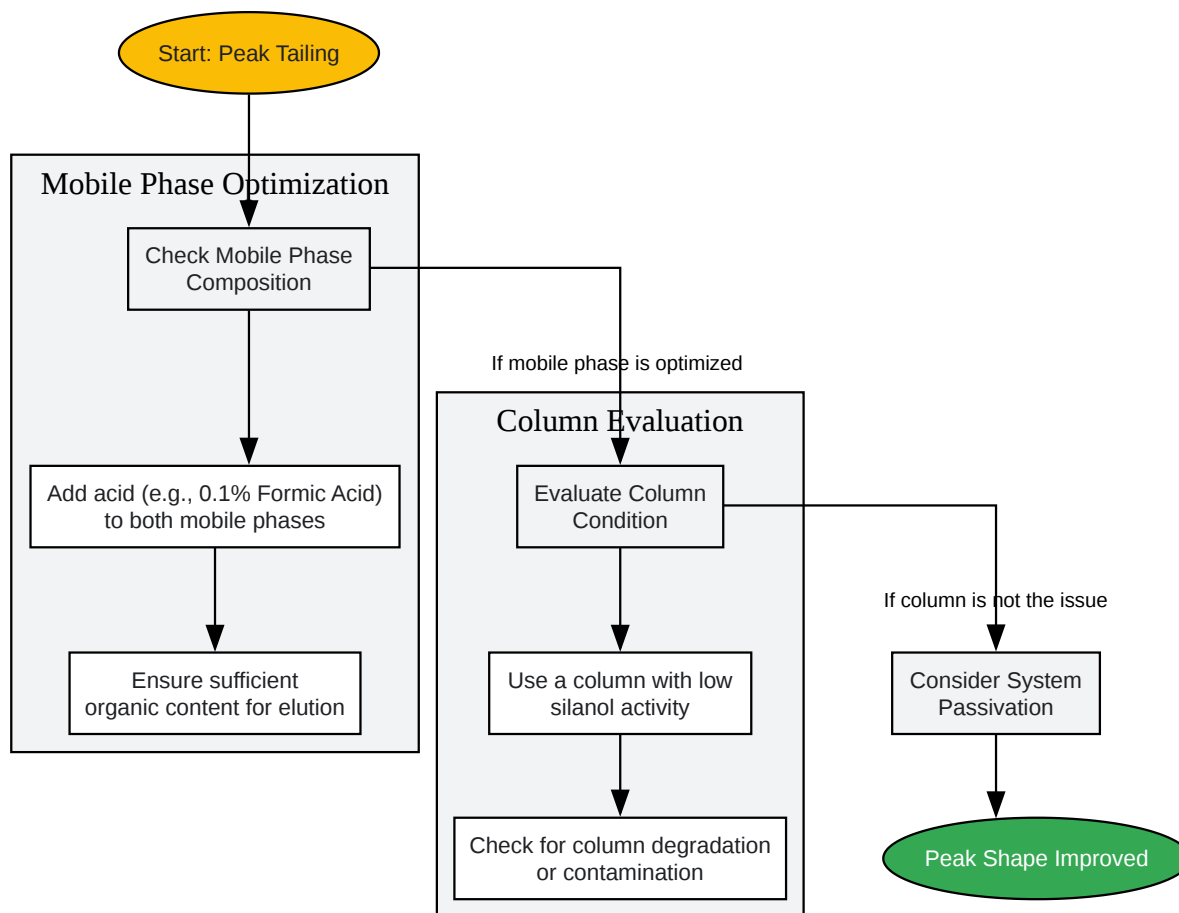 Start: Peak Tailing
Mobile Phase Optimization
Check Mobile Phase
Composition
If mobile phase is optimized
Column Evaluation
Add acid (e.g., 0.1% Formic Acid)
to both mobile phases
Evaluate Column
Condition
If column is not the issue
Ensure sufficient
organic content for elution
Use a column with low
silanol activity
Consider System
Passivation
Check for column degradation
or contamination
Peak Shape Improved